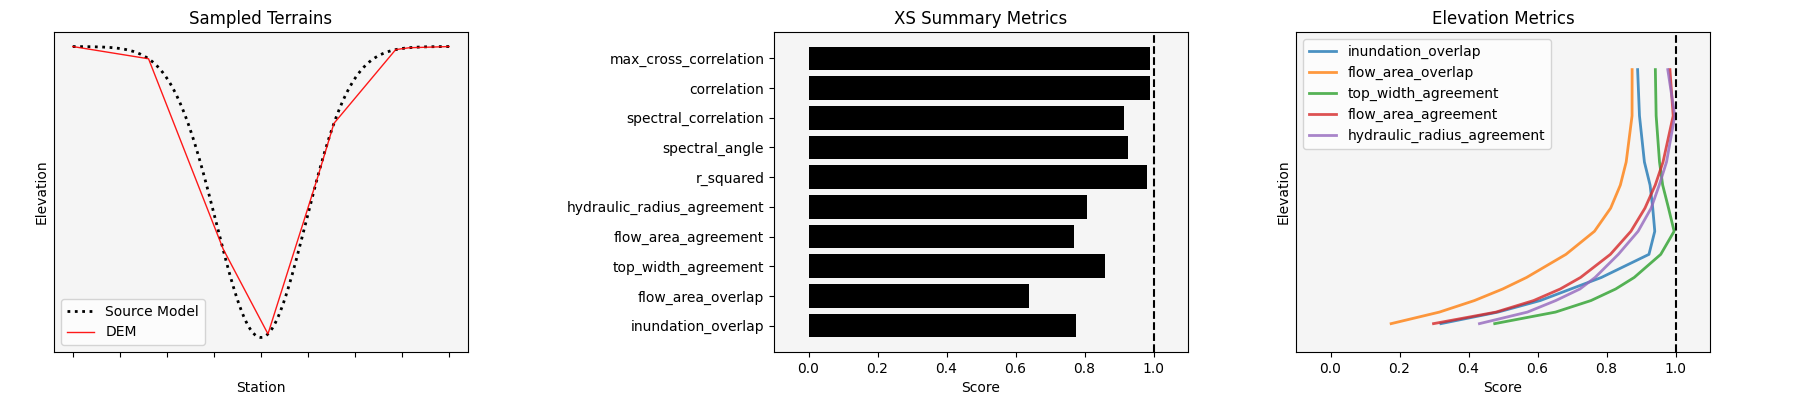 Sampled Terrains
Elevation
Source Model
DEM
Station
XS Summary Metrics
max_cross_correlation
correlation
spectral_correlation
spectral_angle
r_squared
hydraulic_radius_agreement
flow_area_agreement
top_width_agreement
flow_area_overlap
inundation_overlap
0.0 0.2 0.4 0.6 0.8 1.0
Score
Elevation Metrics
Elevation
inundation_overlap
flow_area_overlap
top_width_agreement
flow_area_agreement
hydraulic_radius_agreement
0.0 0.2 0.4 0.6 0.8 1.0
Score